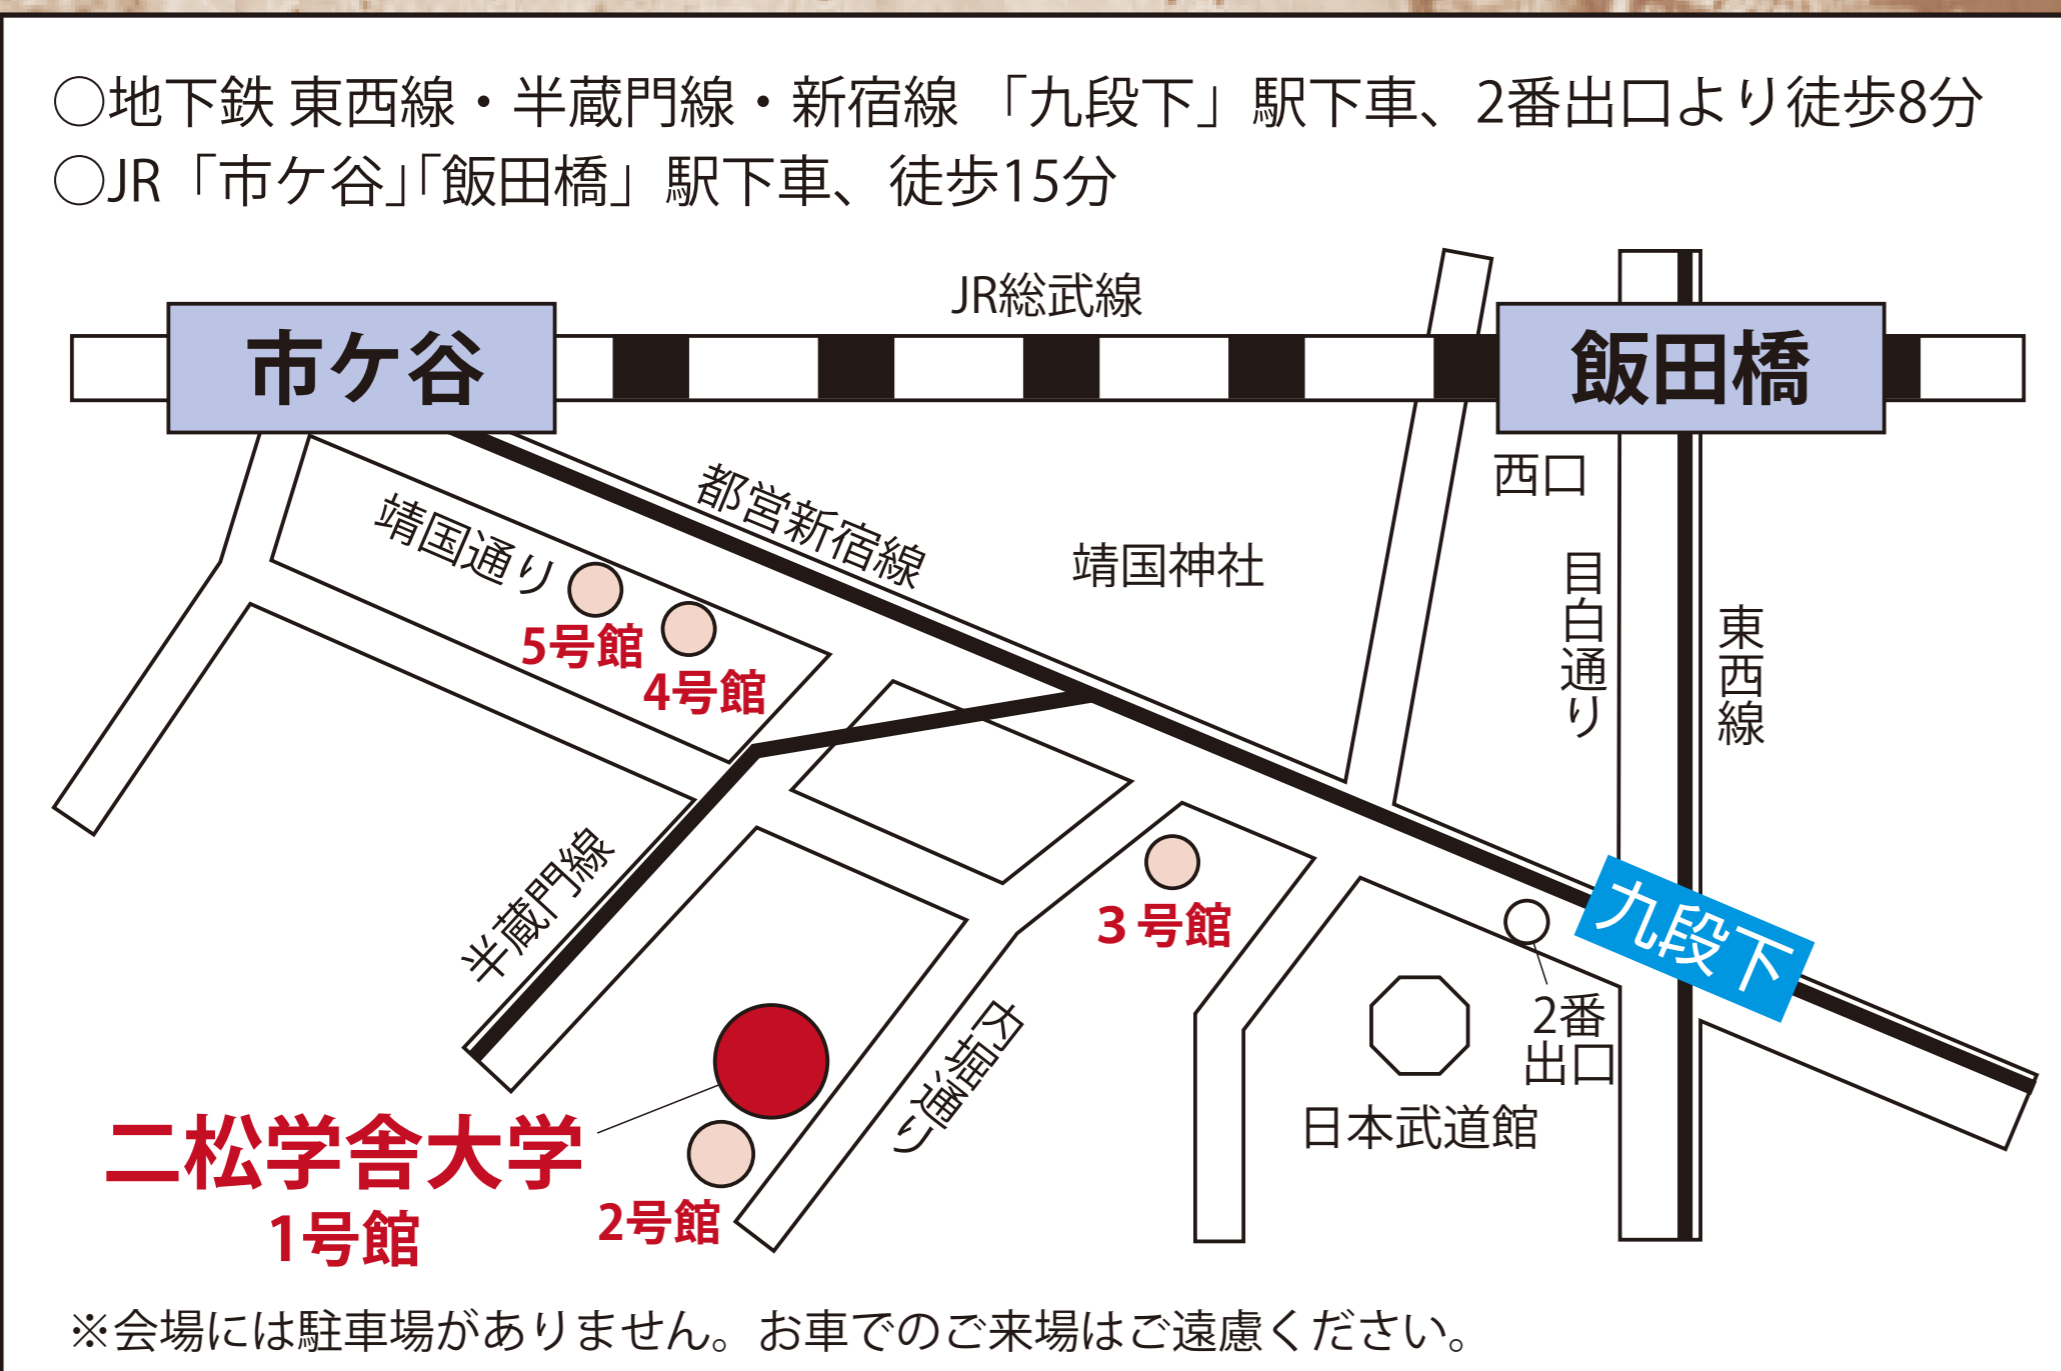 ○地下鉄 東西線・半蔵門線・新宿線 「九段下」駅下車、2番出口より徒歩8分
○JR「市ケ谷」「飯田橋」駅下車、徒歩15分
JR総武線
市ケ谷
飯田橋
西口
都営新宿線
靖国通り
靖国神社
目白通り
東西線
5号館
4号館
半蔵門線
3号館
九段下
2番
出口
内堀通り
日本武道館
二松学舎大学
1号館
2号館
※会場には駐車場がありません。お車でのご来場はご遠慮ください。